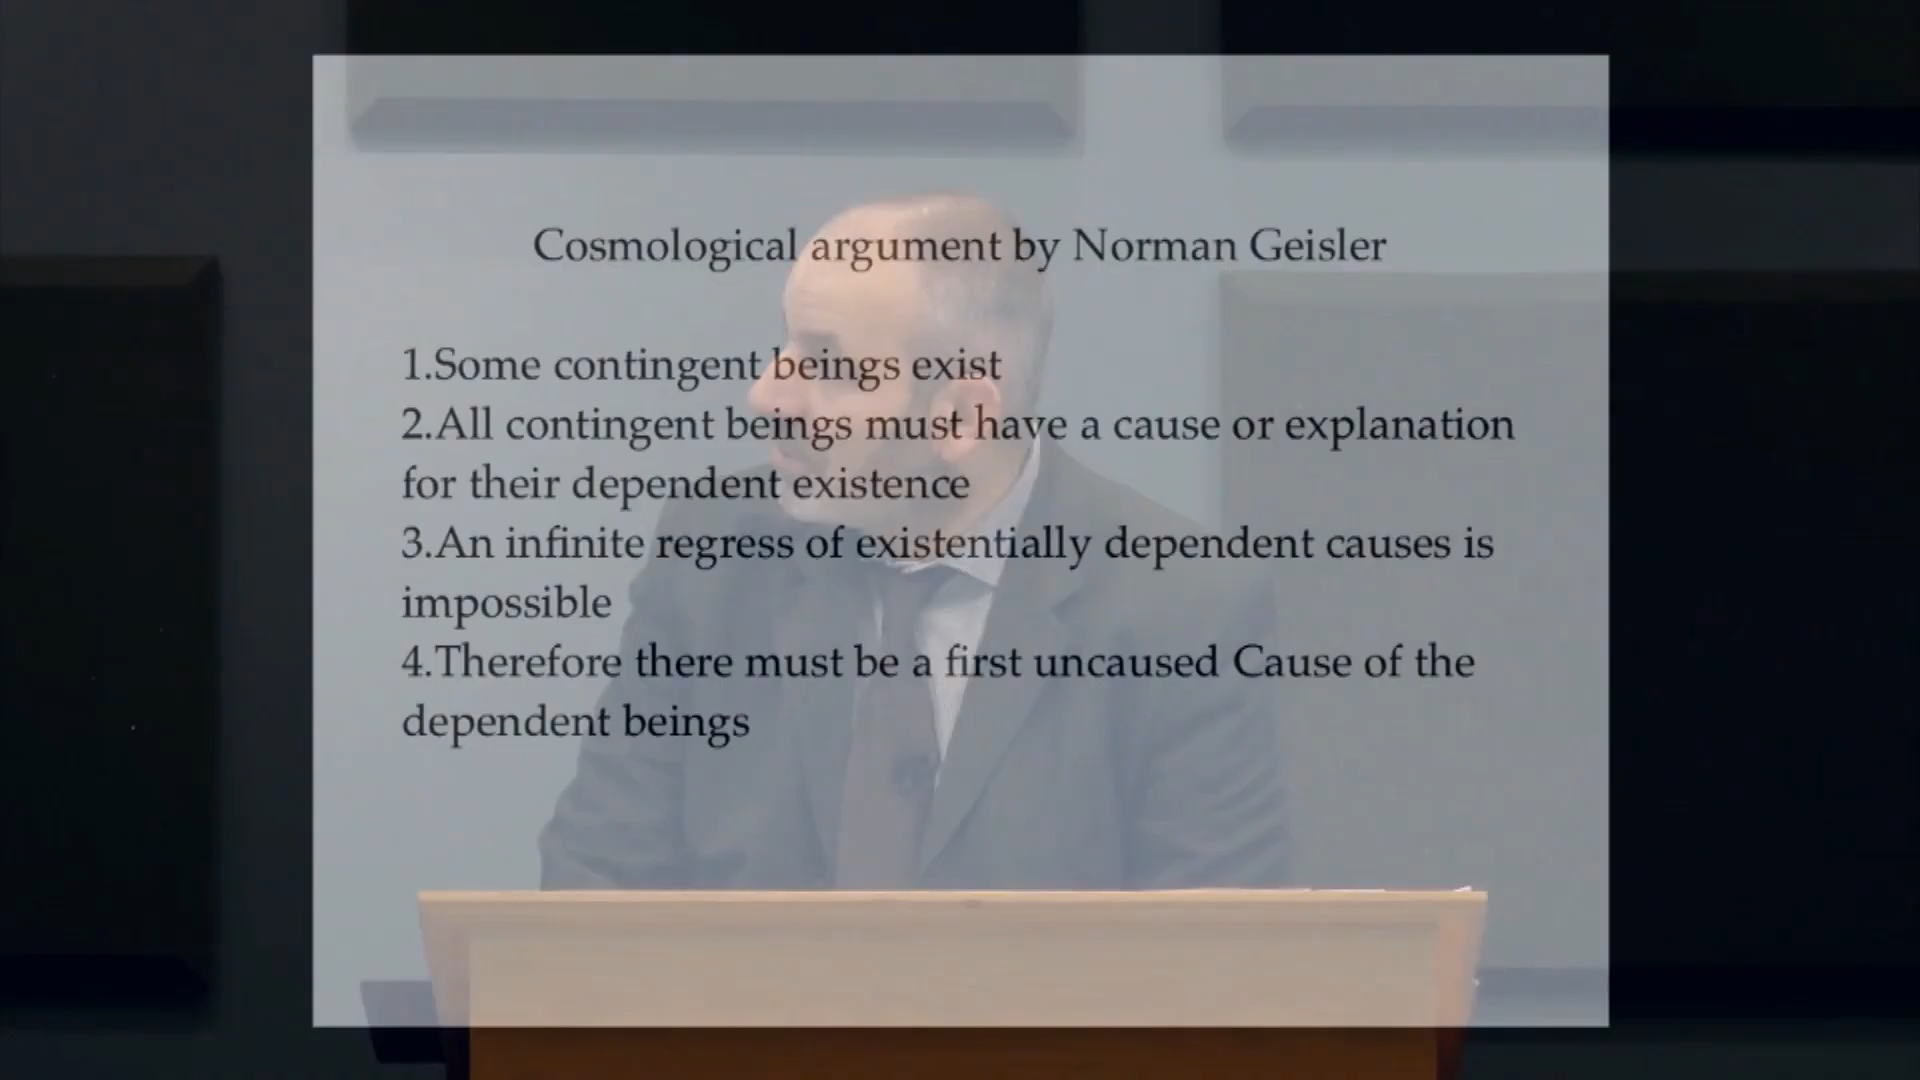 Cosmological argument by Norman Geisler
1.Some contingent beings exist
2.All contingent beings must have a cause or explanation
for their dependent existence
3.An infinite regress of existentially dependent causes is
impossible
4.Therefore there must be a first uncaused Cause of the
dependent beings